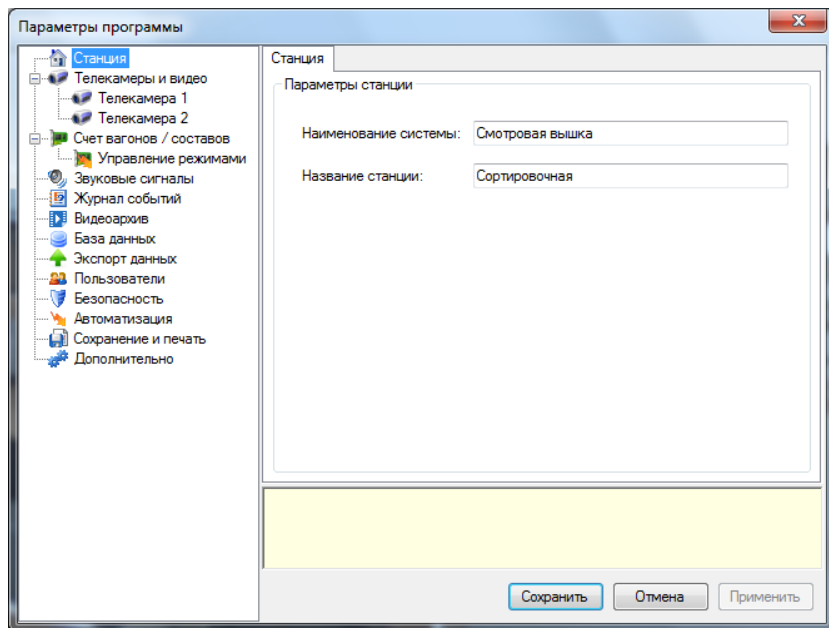 Параметры программы
Станция
Телекамеры и видео
Телекамера 1
Телекамера 2
Счет вагонов / составов
Управление режимами
Звуковые сигналы
Журнал событий
Видеоархив
База данных
Экспорт данных
Пользователи
Безопасность
Автоматизация
Сохранение и печать
Дополнительно
Станция
Параметры станции
Наименование системы: Смотровая вышка
Название станции: Сортировочная
Сохранить Отмена Применить